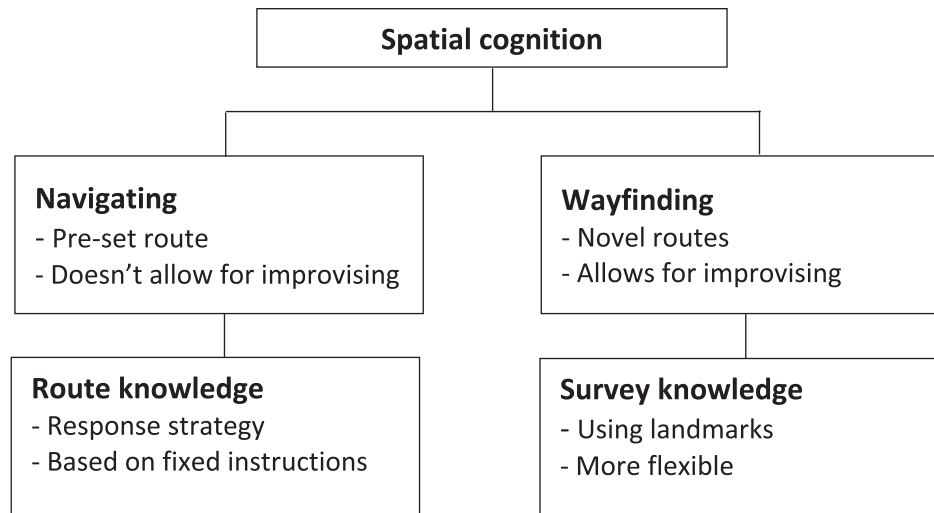 Spatial cognition
Navigating
- Pre-set route
- Doesn’t allow for improvising
Wayfinding
- Novel routes
- Allows for improvising
Route knowledge
- Response strategy
- Based on fixed instructions
Survey knowledge
- Using landmarks
- More flexible